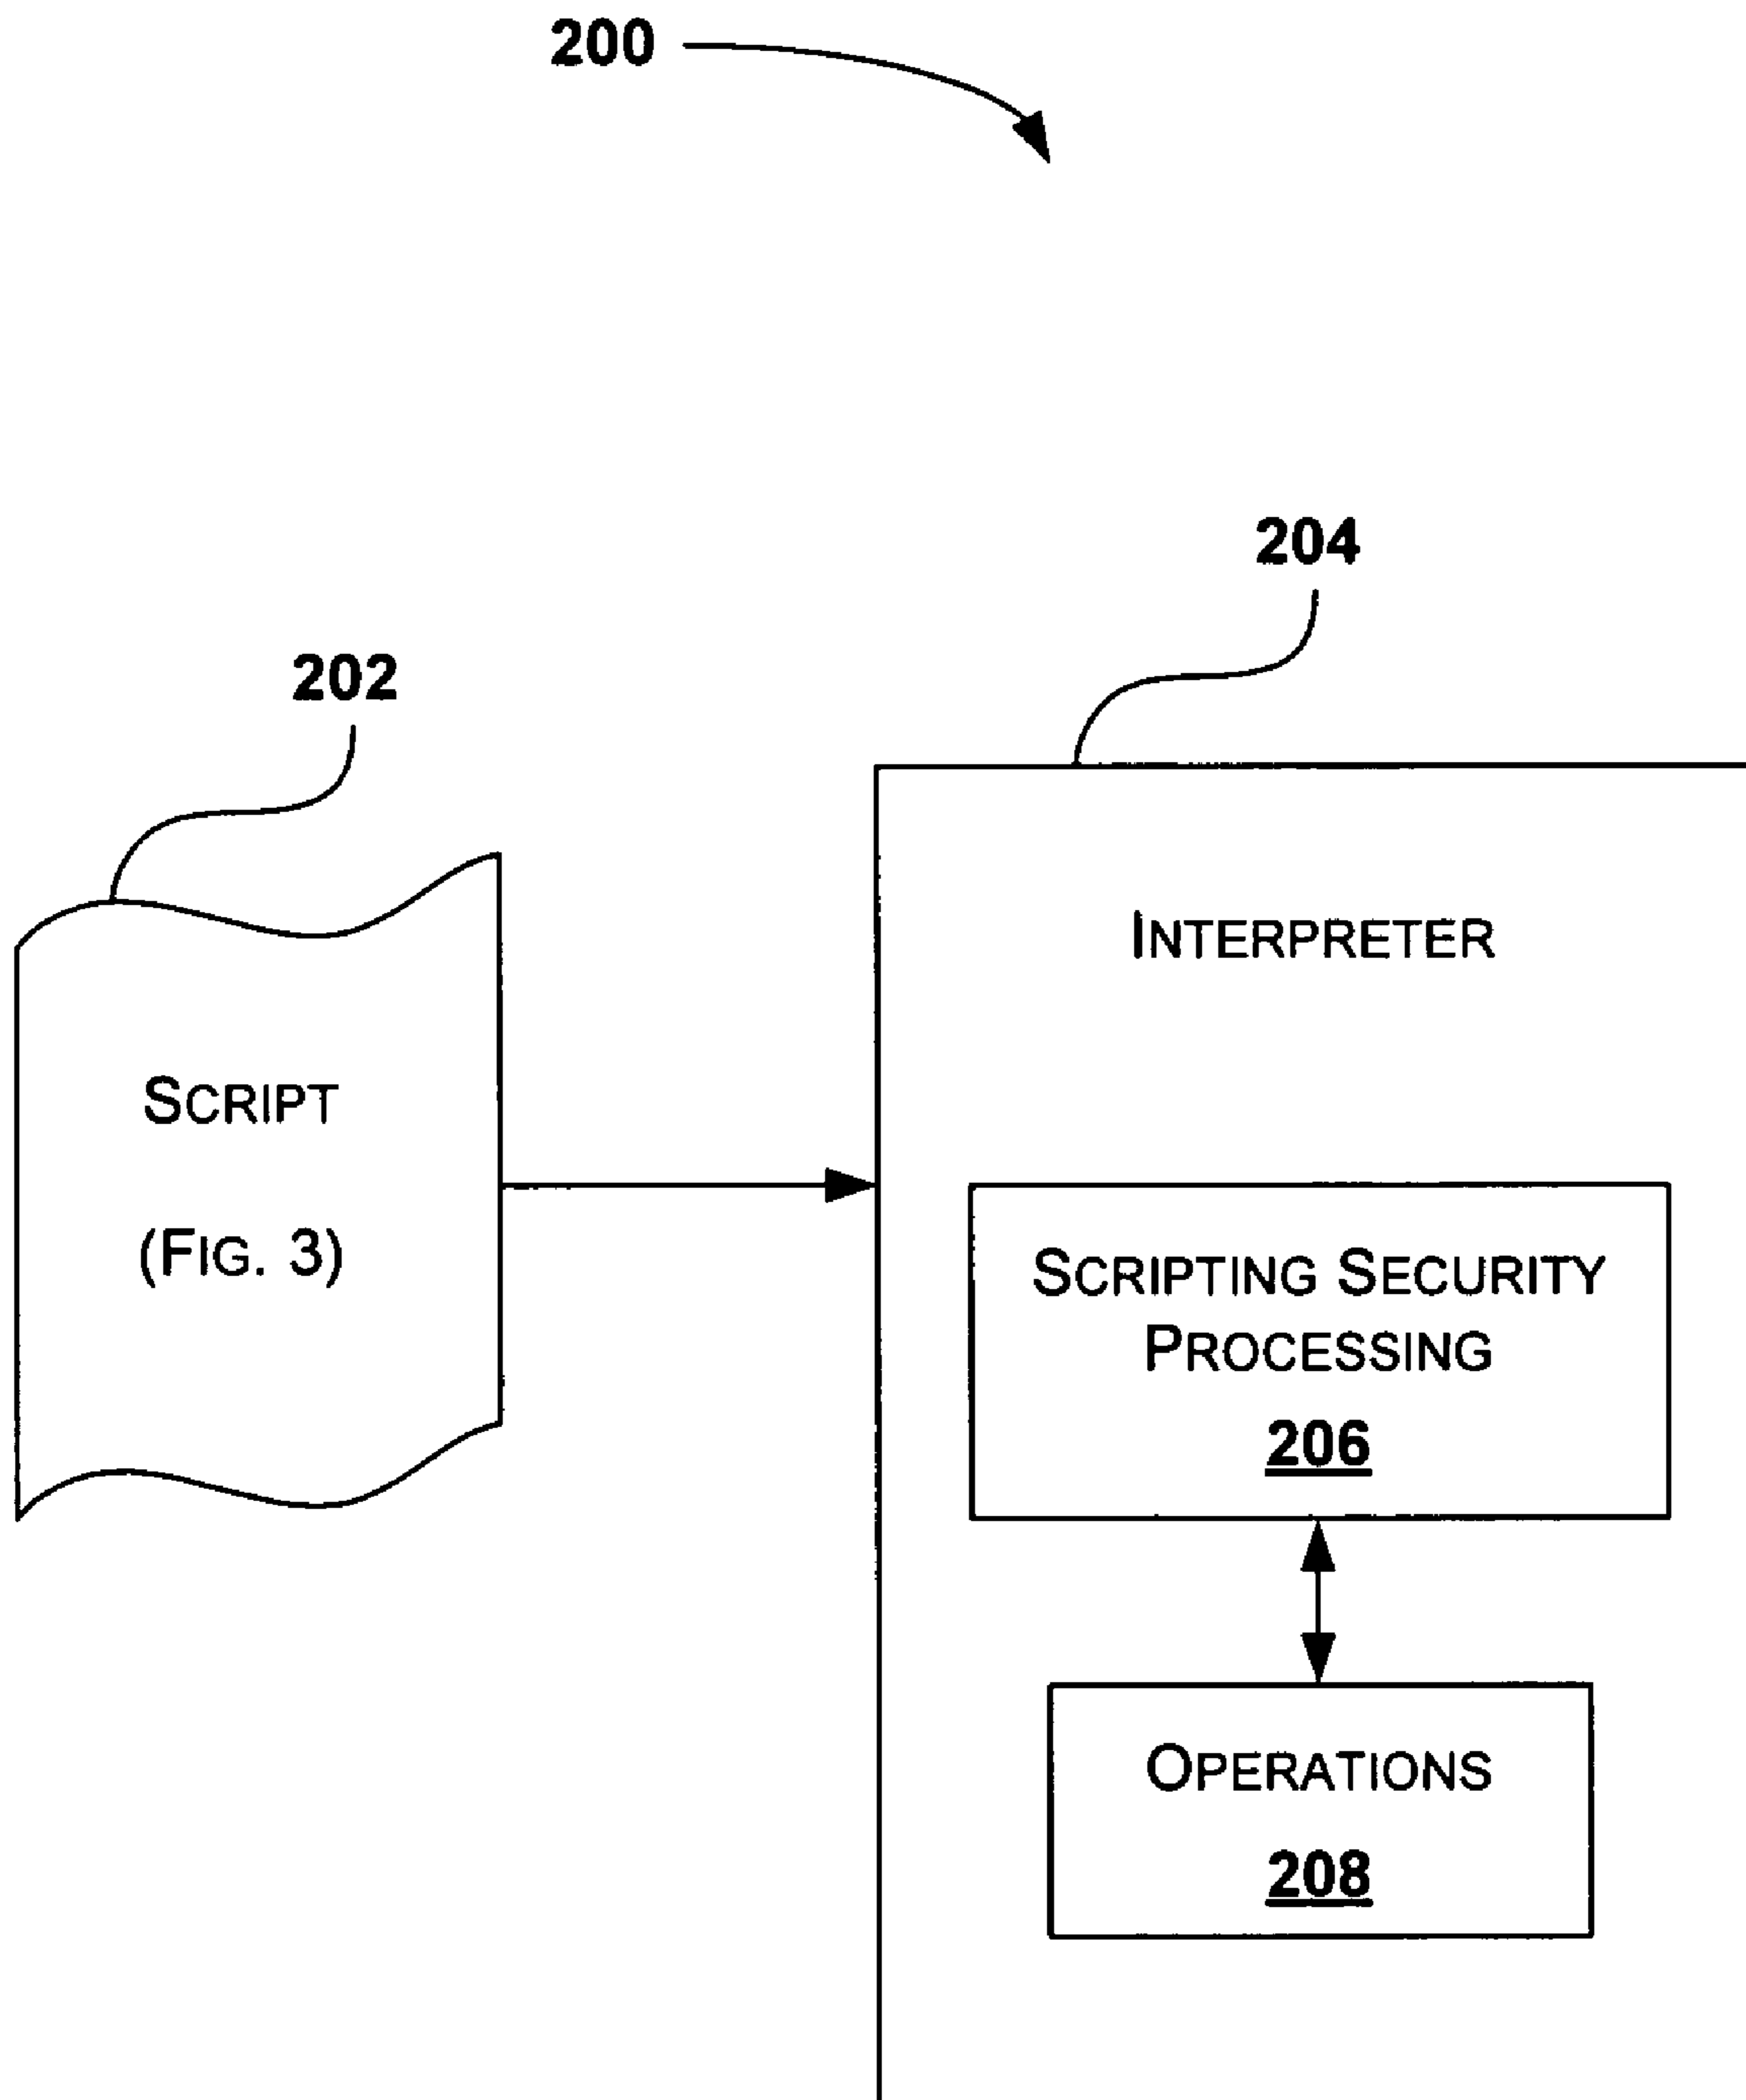 200
204
202
INTERPRETER
SCRIPT
(FIG. 3)
SCRIPTING SECURITY
PROCESSING
206
OPERATIONS
208